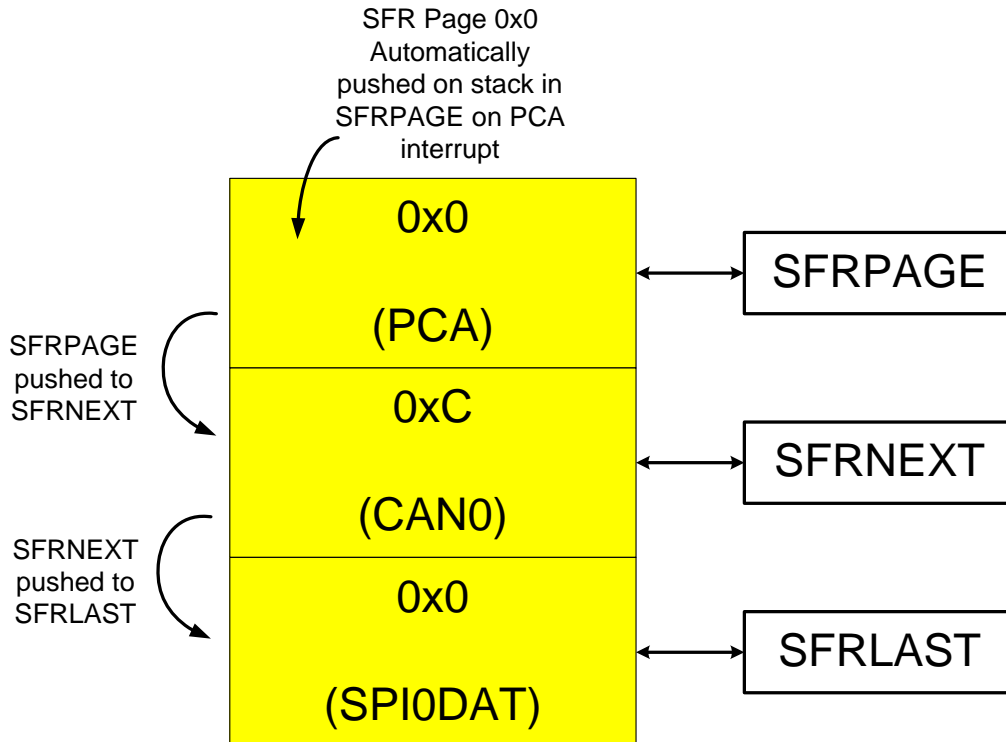 SFR Page 0x0
Automatically
pushed on stack in
SFRPAGE on PCA
interrupt
0x0
(PCA)
SFRPAGE
SFRPAGE
pushed to
SFRNEXT
0xC
(CAN0)
SFRNEXT
SFRNEXT
pushed to
SFRLAST
0x0
(SPI0DAT)
SFRLAST